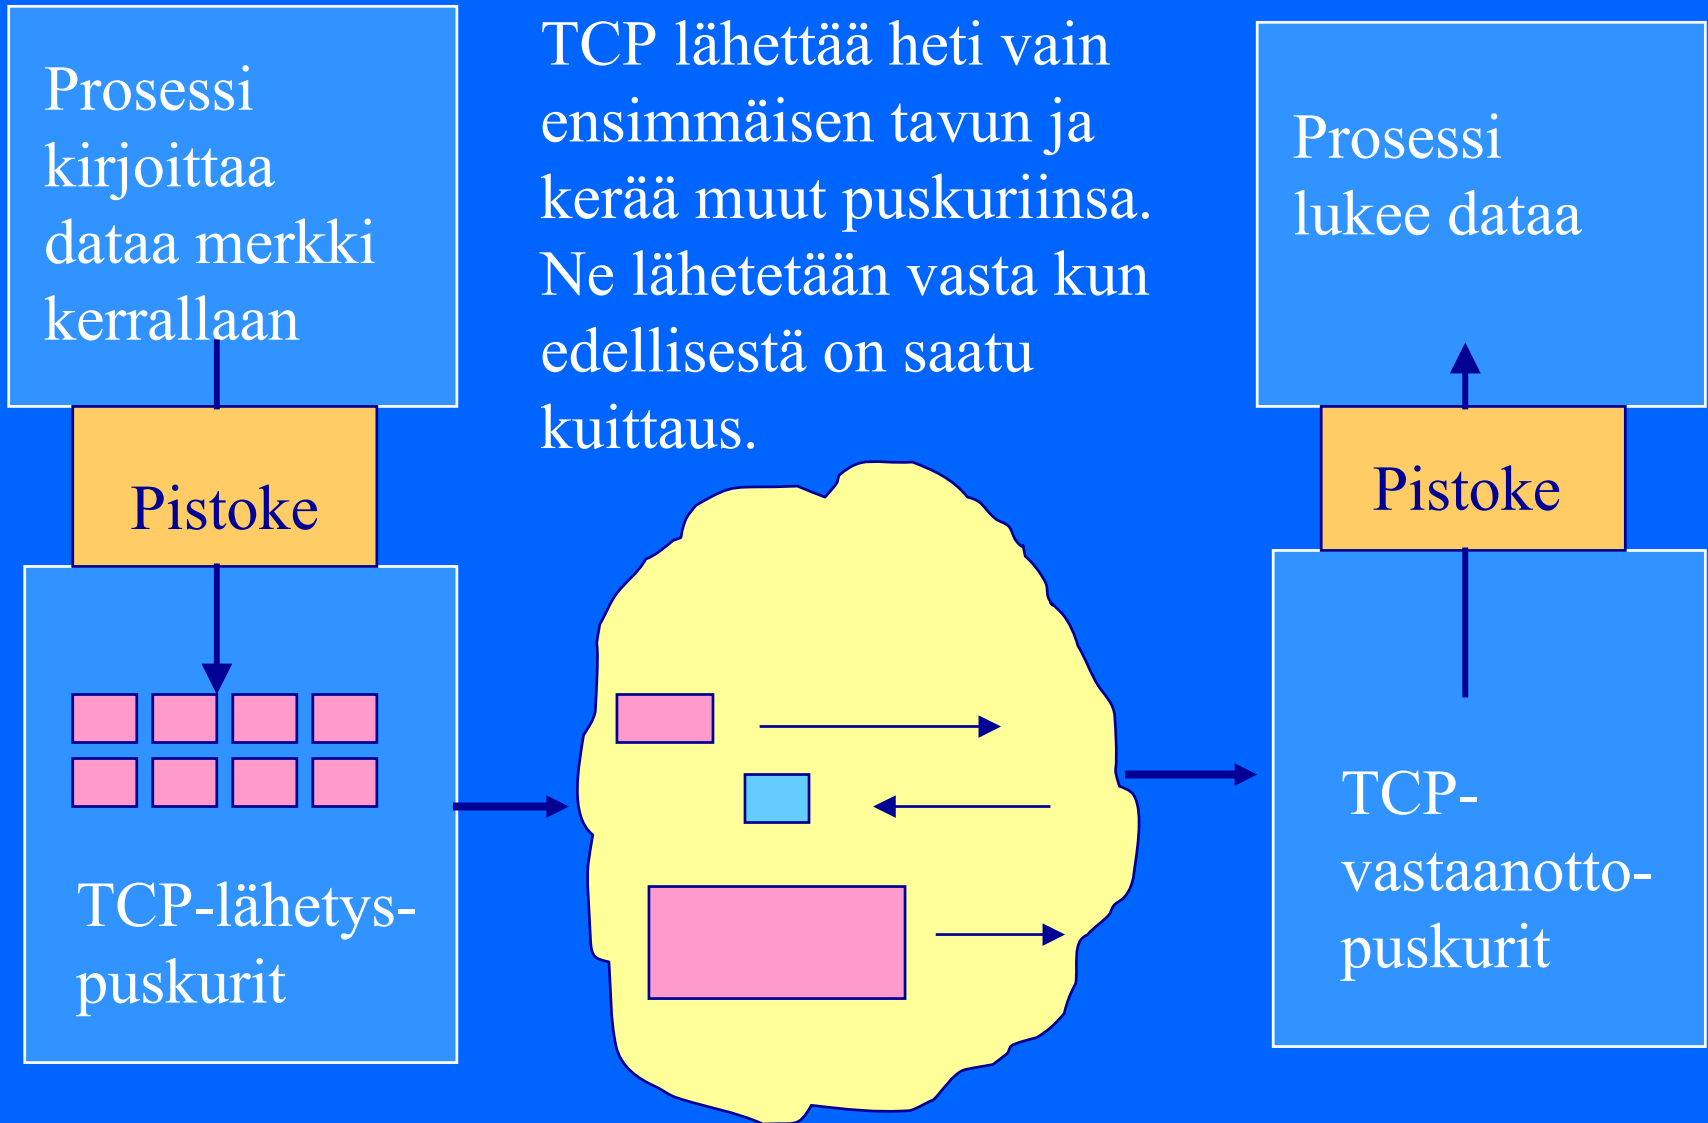 Prosessi
kirjoittaa
dataa merkki
kerrallaan
TCP lähettää heti vain
ensimmäisen tavun ja
kerää muut puskuriinsa.
Ne lähetetään vasta kun
edellisestä on saatu
kuittaus.
Prosessi
lukee dataa
Pistoke
Pistoke
TCP-lähetys-
puskurit
TCP-
vastaanotto-
puskurit